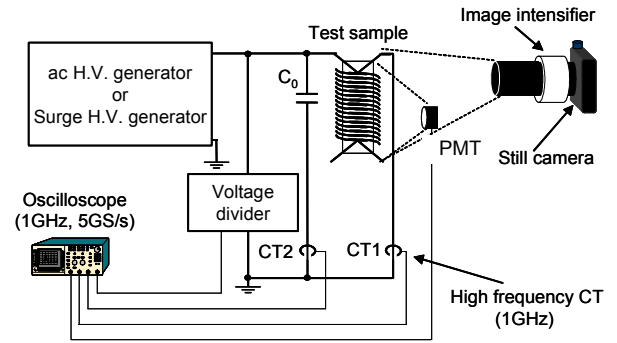 Image intensifier
Test sample
ac H.V. generator
or
Surge H.V. generator
C0
PMT
Still camera
Voltage
divider
Oscilloscope
(1GHz, 5GS/s)
CT2
CT1
High frequency CT
(1GHz)